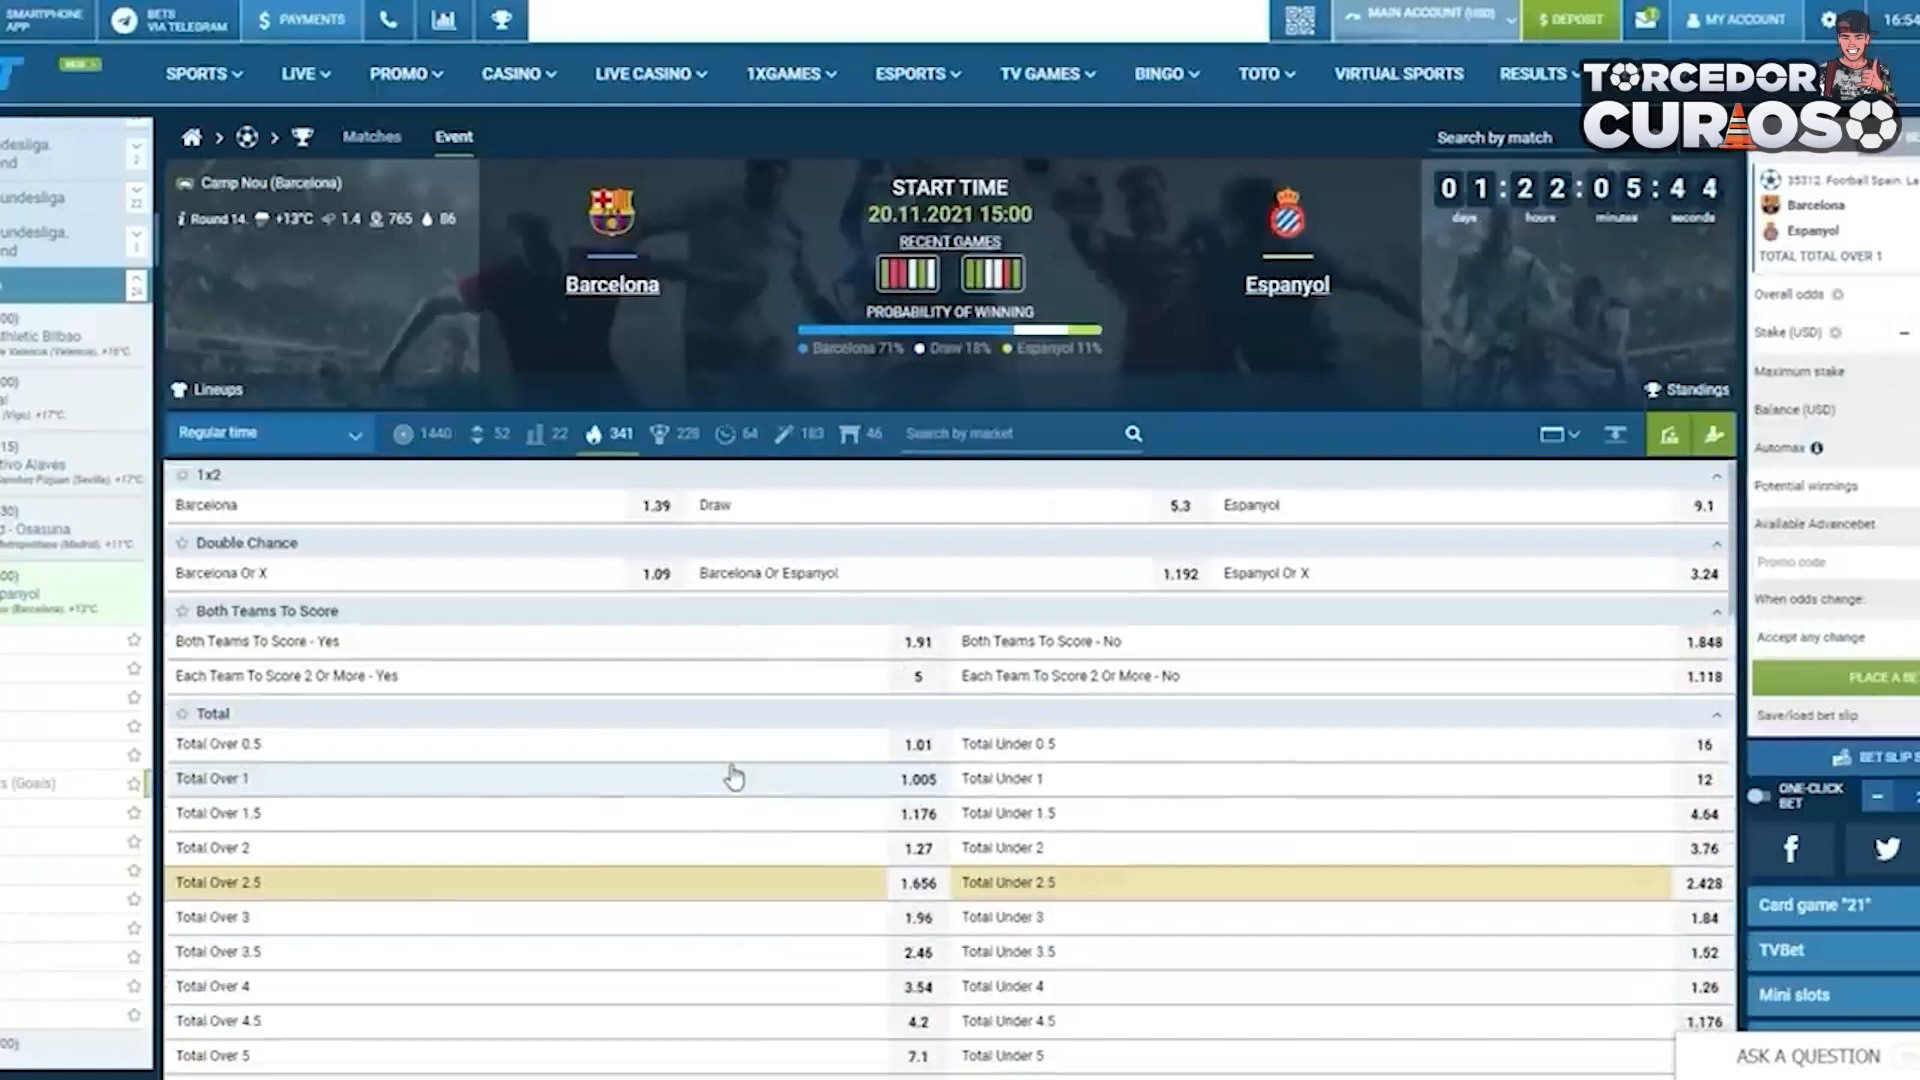 SMARTPHONE APP
BETS VIA TELEGRAM
$ PAYMENTS
MAIN ACCOUNT (USD)
$ DEPOSIT
MY ACCOUNT
16:54
SPORTS LIVE PROMO CASINO LIVE CASINO 1XGAMES ESPORTS TV GAMES BINGO TOTO VIRTUAL SPORTS RESULTS
TORCEDOR
CURIOSO
Matches Event
Search by match
Camp Nou (Barcelona)
Round 14. +13°C 1.4 765 86
START TIME
20.11.2021 15:00
RECENT GAMES
Barcelona
Espanyol
PROBABILITY OF WINNING
Barcelona 71% Draw 18% Espanyol 11%
01:22:05:44
days hours minutes seconds
Lineups
Standings
Regular time 1440 52 22 341 229 64 183 46 Search by market
1x2
Barcelona 1.39 Draw 5.3 Espanyol 9.1
Double Chance
Barcelona Or X 1.09 Barcelona Or Espanyol 1.192 Espanyol Or X 3.24
Both Teams To Score
Both Teams To Score - Yes 1.91 Both Teams To Score - No 1.848
Each Team To Score 2 Or More - Yes 5 Each Team To Score 2 Or More - No 1.118
Total
Total Over 0.5 1.01 Total Under 0.5 16
Total Over 1 1.005 Total Under 1 12
Total Over 1.5 1.176 Total Under 1.5 4.64
Total Over 2 1.27 Total Under 2 3.76
Total Over 2.5 1.656 Total Under 2.5 2.428
Total Over 3 1.96 Total Under 3 1.84
Total Over 3.5 2.46 Total Under 3.5 1.52
Total Over 4 3.54 Total Under 4 1.26
Total Over 4.5 4.2 Total Under 4.5 1.176
Total Over 5 7.1 Total Under 5
35312. Football Spain. La
Barcelona
Espanyol
TOTAL TOTAL OVER 1
Overall odds
Stake (USD)
Maximum stake
Balance (USD)
Automax
Potential winnings
Available Advancebet
Promo code
When odds change:
Accept any change
PLACE A BE
Save/load bet slip
BET SLIP S
ONE-CLICK BET
Card game "21"
TVBet
Mini slots
ASK A QUESTION